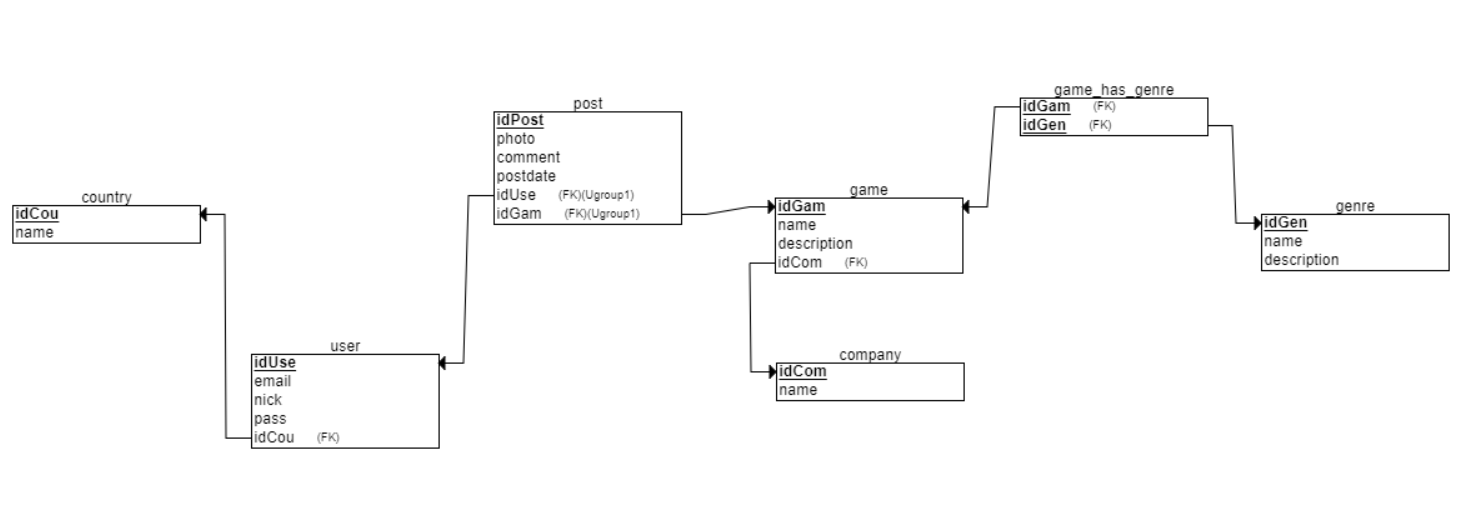 country
idCou
name
user
idUse
email
nick
pass
idCou (FK)
post
idPost
photo
comment
postdate
idUse (FK)(Ugroup1)
idGam (FK)(Ugroup1)
game
idGam
name
description
idCom (FK)
company
idCom
name
game_has_genre
idGam (FK)
idGen (FK)
genre
idGen
name
description